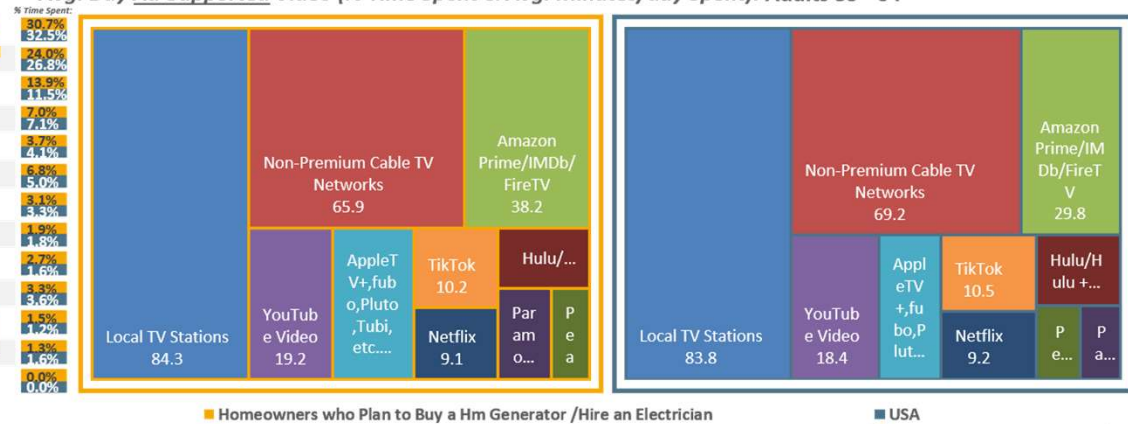 Video
% Time Spent:
30.7%
32.5%
24.0%
26.8%
13.9%
11.5%
7.0%
7.1%
3.7%
4.1%
6.8%
5.0%
3.1%
3.3%
1.9%
1.8%
2.7%
1.6%
3.3%
3.6%
1.5%
1.2%
1.3%
1.6%
0.0%
0.0%
Local TV Stations
84.3
Non-Premium Cable TV
Networks
65.9
Amazon
Prime/IMDb/
FireTV
38.2
YouTub
e Video
19.2
AppleT
V+,fub
o,Pluto
,Tubi,
etc....
TikTok
10.2
Netflix
9.1
Hulu/...
Par
amo
o...
P
e
a
Local TV Stations
83.8
Non-Premium Cable TV
Networks
69.2
Amazon
Prime/IM
Db/FireT
V
29.8
YouTub
e Video
18.4
Appl
eTV
+,fu
bo,P
lut...
TikTok
10.5
Netflix
9.2
Hulu/H
ulu +...
P
e...
P
a...
Homeowners who Plan to Buy a Hm Generator /Hire an Electrician
USA